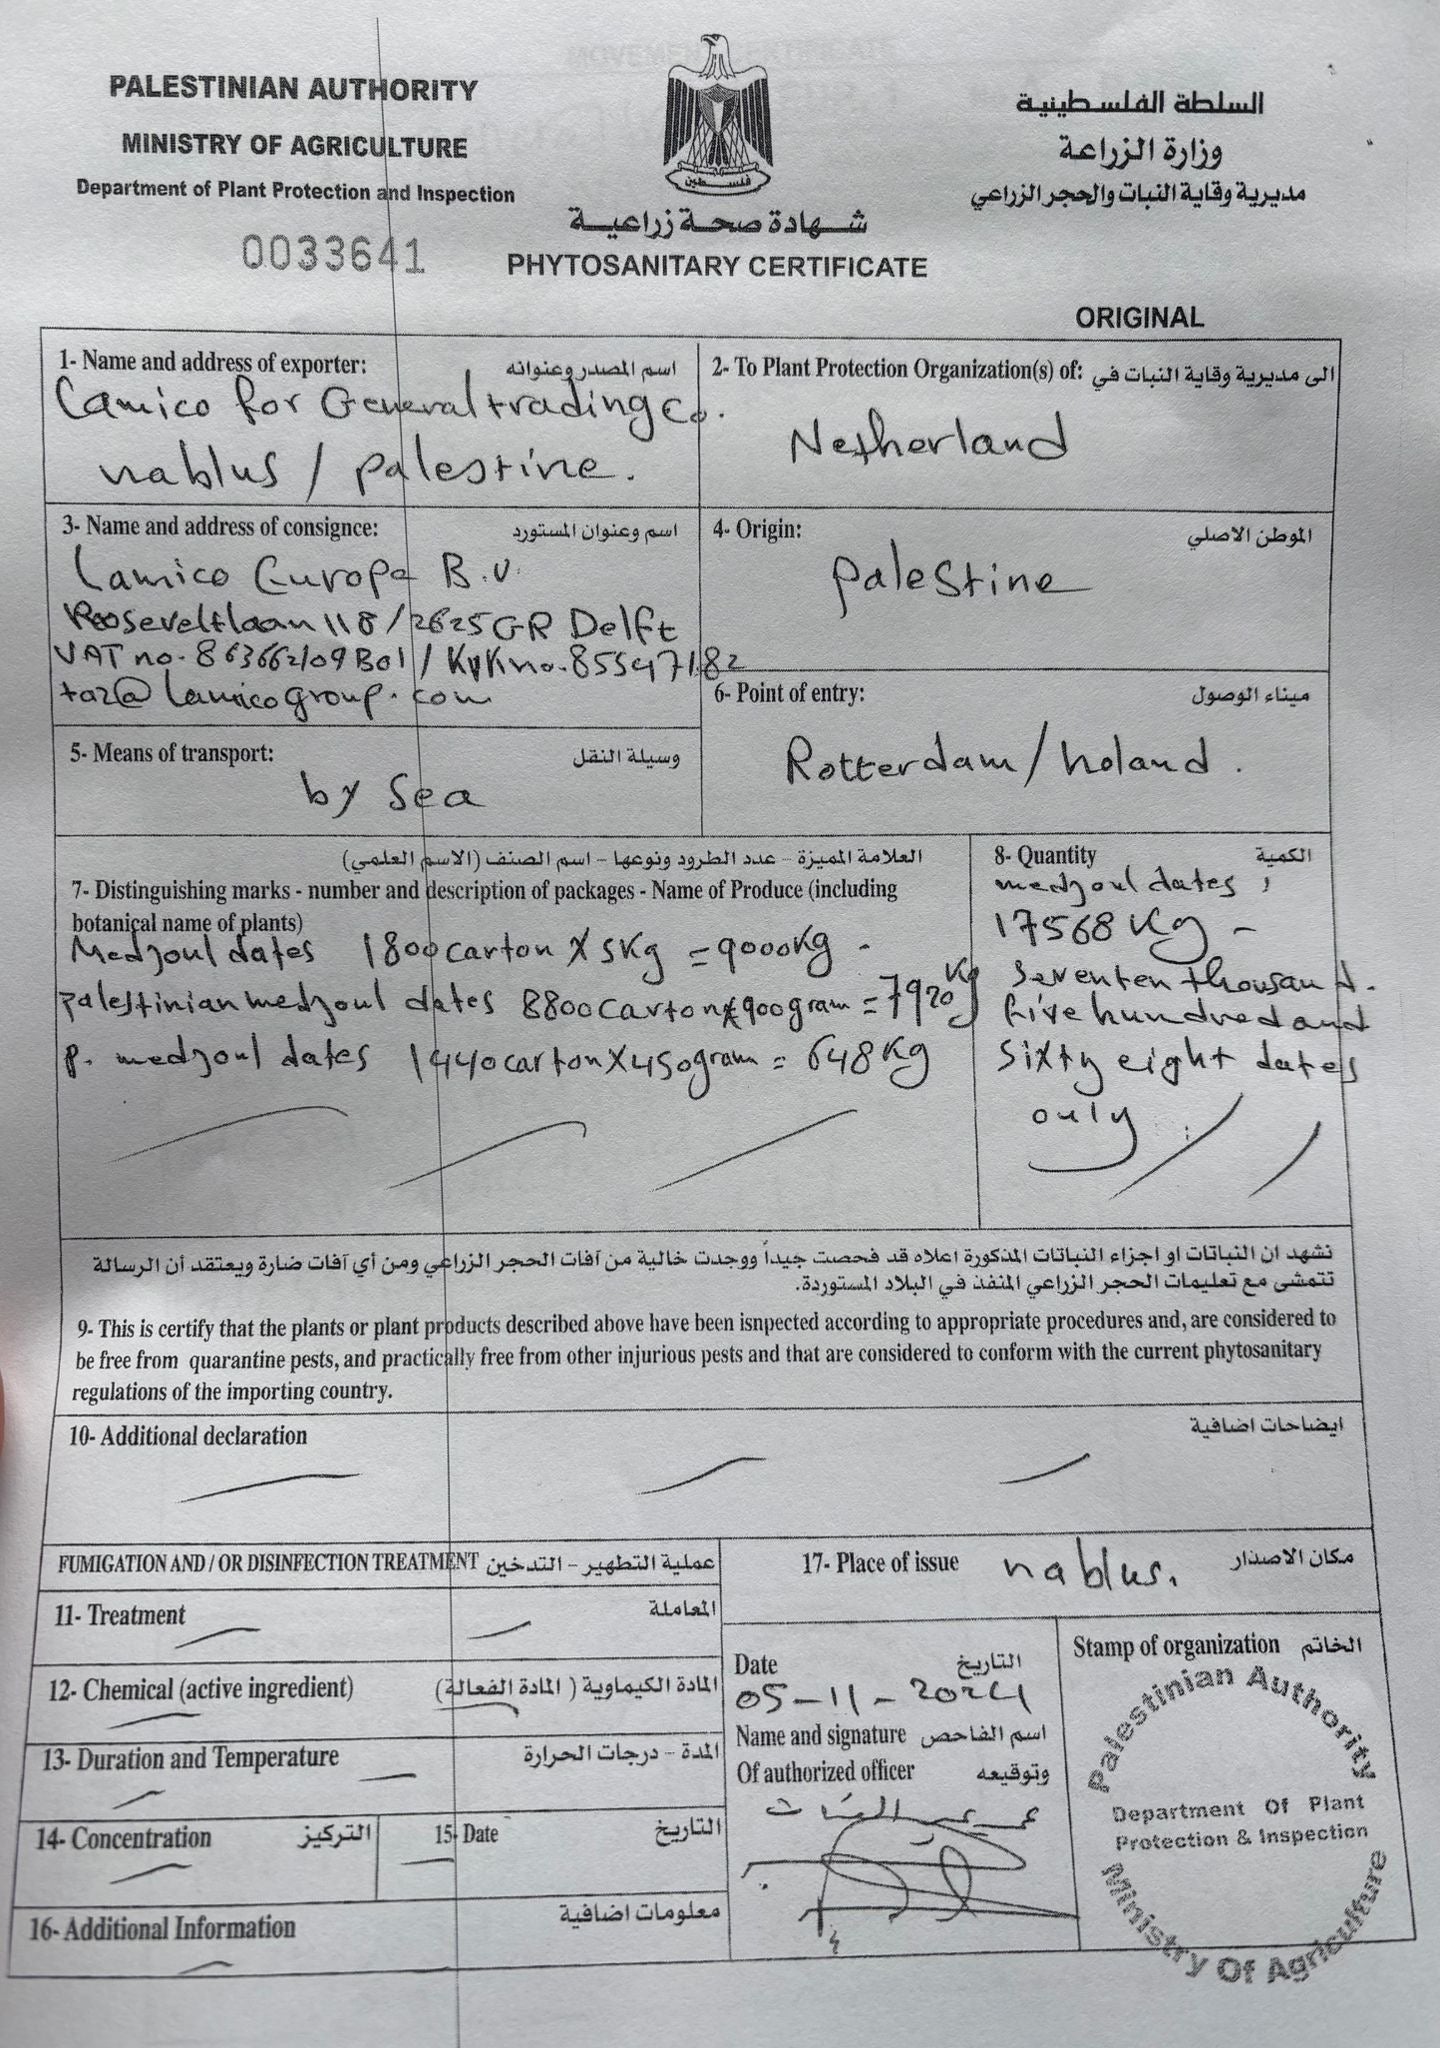 PALESTINIAN AUTHORITY
MINISTRY OF AGRICULTURE
Department of Plant Protection and Inspection
0033641
فلسطين
السلطة الفلسطينية
وزارة الزراعة
مديرية وقاية النبات والحجر الزراعي
شهادة صحة زراعية
PHYTOSANITARY CERTIFICATE
ORIGINAL
1- Name and address of exporter: اسم المصدر وعنوانه
Lamico for General trading Co.
nablus / palestine.
2- To Plant Protection Organization(s) of: الى مديرية وقاية النبات في
Netherland
3- Name and address of consignce: اسم وعنوان المستورد
Lamico Europe B.V.
Rooseveltlaan 118 / 2625GR Delft
VAT no. 863662109B01 / KvK no. 85547182
taz@lamicogroup.com
4- Origin: الموطن الاصلي
palestine
5- Means of transport: وسيلة النقل
by Sea
6- Point of entry: ميناء الوصول
Rotterdam / holand.
العلامة المميزة - عدد الطرود ونوعها - اسم الصنف (الاسم العلمي)
7- Distinguishing marks - number and description of packages - Name of Produce (including
botanical name of plants)
Medjoul dates 1800 carton X 5Kg = 9000Kg -
palestinian medjoul dates 8800 carton X 900 gram = 7920 Kg
p. medjoul dates 1440 carton X 450 gram = 648 Kg
8- Quantity الكمية
medjoul dates,
17568 Kg -
Seventen thousand.
five hundred and
sixty eight dates
only
نشهد ان النباتات او اجزاء النباتات المذكورة اعلاه قد فحصت جيداً ووجدت خالية من آفات الحجر الزراعي ومن أي آفات ضارة ويعتقد أن الرسالة
تتمشى مع تعليمات الحجر الزراعي المنفذ في البلاد المستوردة.
9- This is certify that the plants or plant products described above have been isnpected according to appropriate procedures and, are considered to
be free from quarantine pests, and practically free from other injurious pests and that are considered to conform with the current phytosanitary
regulations of the importing country.
10- Additional declaration ايضاحات اضافية
FUMIGATION AND / OR DISINFECTION TREATMENT عملية التطهير - التدخين
11- Treatment المعاملة
12- Chemical (active ingredient) المادة الكيماوية ( المادة الفعالة)
13- Duration and Temperature المدة - درجات الحرارة
14- Concentration التركيز
15- Date التاريخ
16- Additional Information معلومات اضافية
17- Place of issue nablus. مكان الاصدار
Date التاريخ
05-11-2024
Name and signature اسم الفاحص
Of authorized officer وتوقيعه
Stamp of organization الخاتم
Palestinian Authority
Department Of Plant
Protection & Inspection
Ministry Of Agriculture